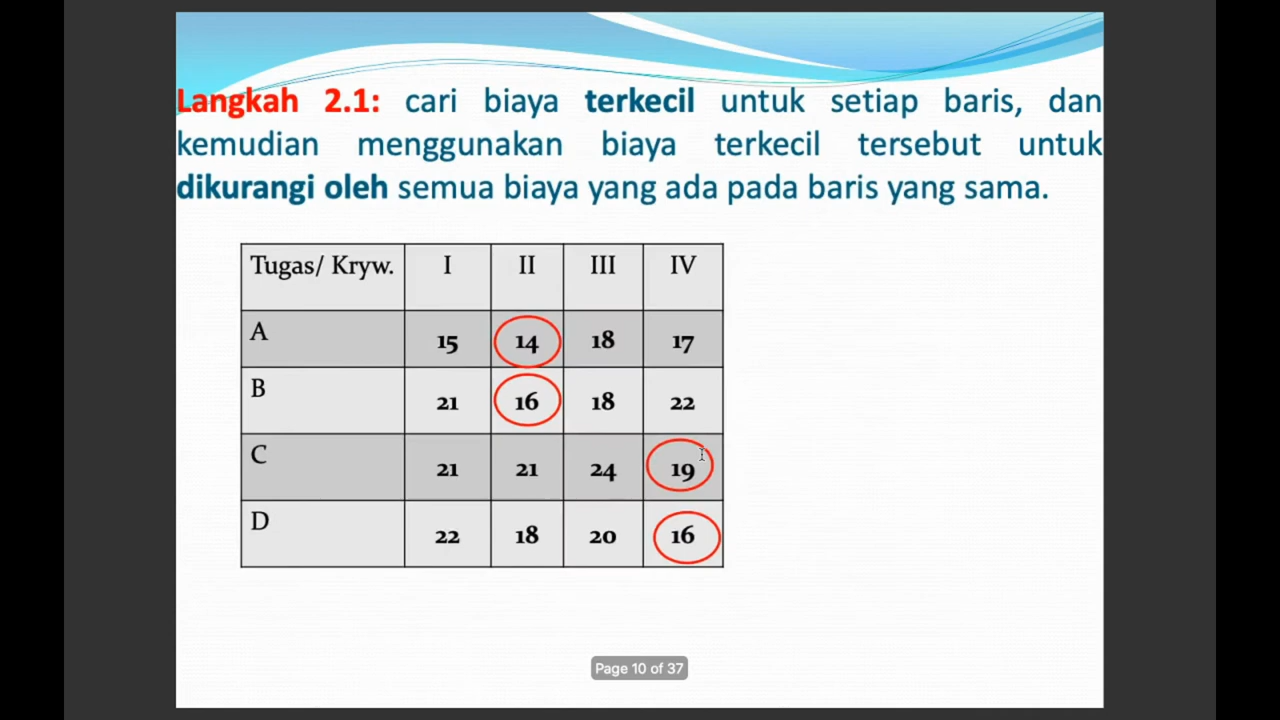 Langkah 2.1: cari biaya terkecil untuk setiap baris, dan
kemudian menggunakan biaya terkecil tersebut untuk
dikurangi oleh semua biaya yang ada pada baris yang sama.
Tugas/ Kryw. I II III IV
A 15 14 18 17
B 21 16 18 22
C 21 21 24 19
D 22 18 20 16
Page 10 of 37